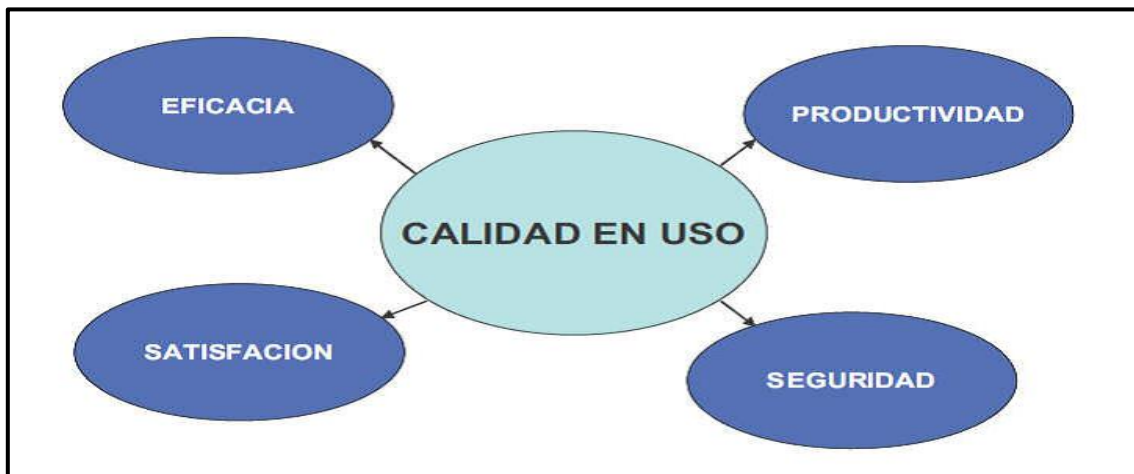 EFICACIA
PRODUCTIVIDAD
CALIDAD EN USO
SATISFACION
SEGURIDAD